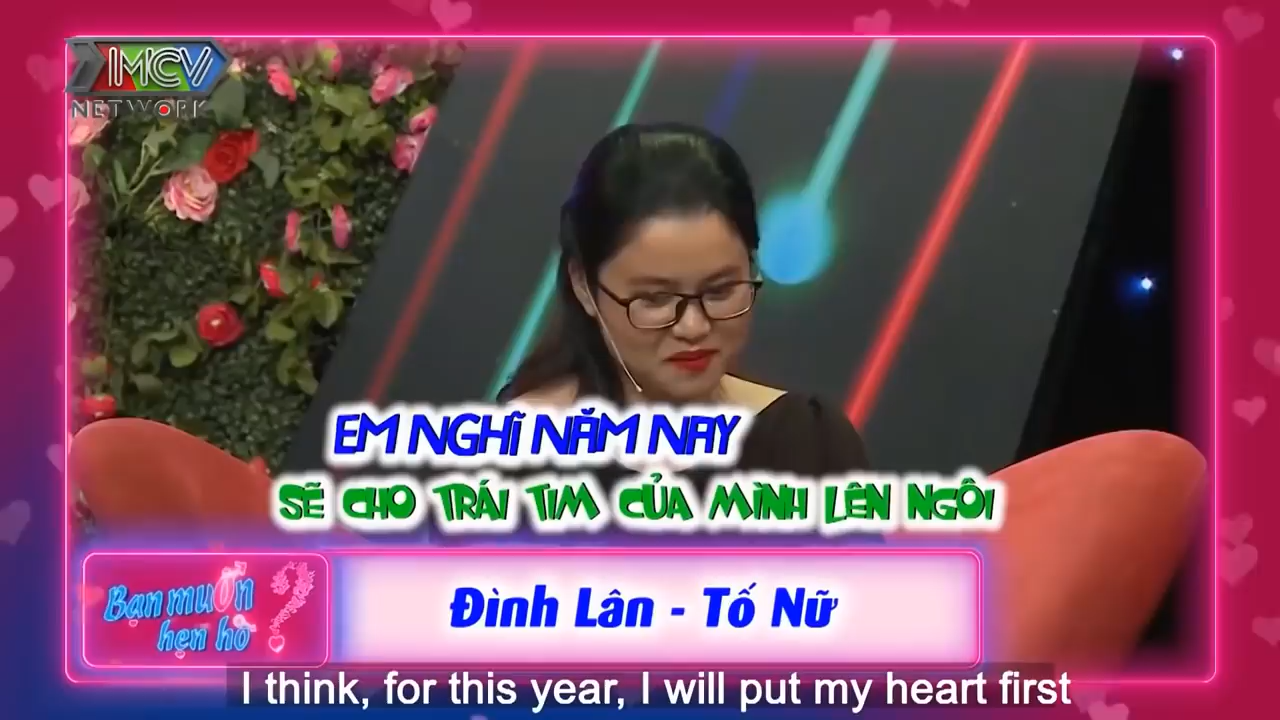 MCV
NETWORK
EM NGHĨ NĂM NAY
SẼ CHO TRÁI TIM CỦA MÌNH LÊN NGÔI
Bạn muốn
hẹn hò ?
Đình Lân - Tố Nữ
I think, for this year, I will put my heart first